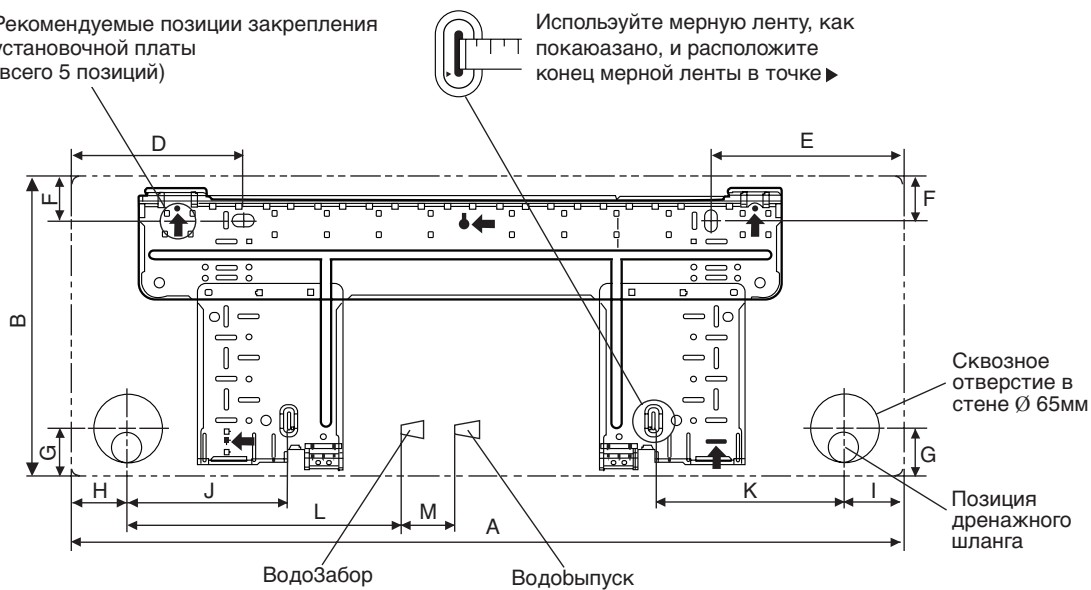 Рекомендуемые позиции закрепления
установочной платы
(всего 5 позиций)
Испольэуйте мерную ленту, как
покаюазано, и расположите
конец мерной ленты в точке ▶
D
E
F
F
B
G
G
H
J
K
I
L
M
A
Сквозное
отверстие в
стене Ø 65мм
Позиция
дренажного
шланга
ВодоЗабор
Водоbыпуск